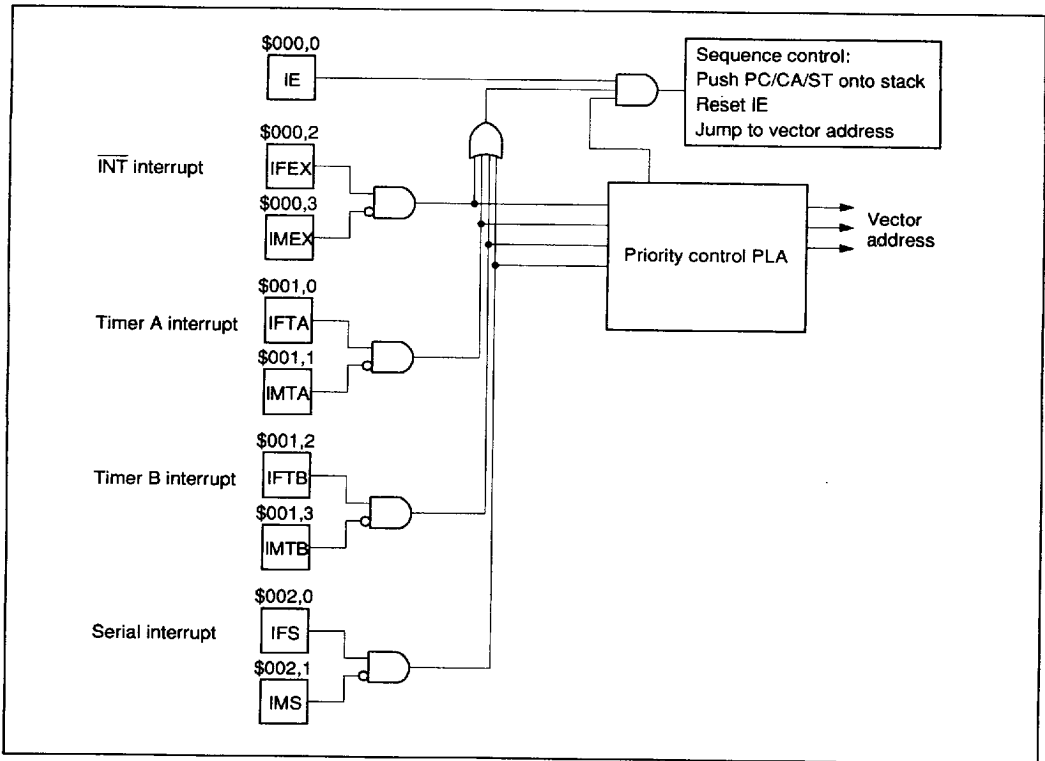 $000,0
IE
Sequence control:
Push PC/CA/ST onto stack
Reset IE
Jump to vector address
$000,2
INT interrupt
IFEX
$000,3
IMEX
Priority control PLA
Vector
address
$001,0
Timer A interrupt
IFTA
$001,1
IMTA
$001,2
Timer B interrupt
IFTB
$001,3
IMTB
$002,0
Serial interrupt
IFS
$002,1
IMS